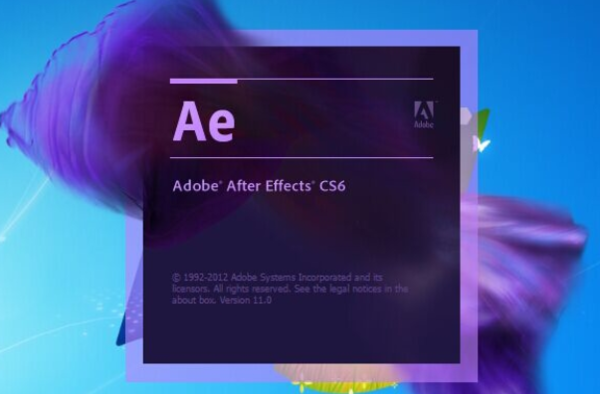 Ae
Adobe
Adobe® After Effects® CS6
© 1992-2012 Adobe Systems Incorporated and its
licensors. All rights reserved. See the legal notices in the
about box. Version 11.0